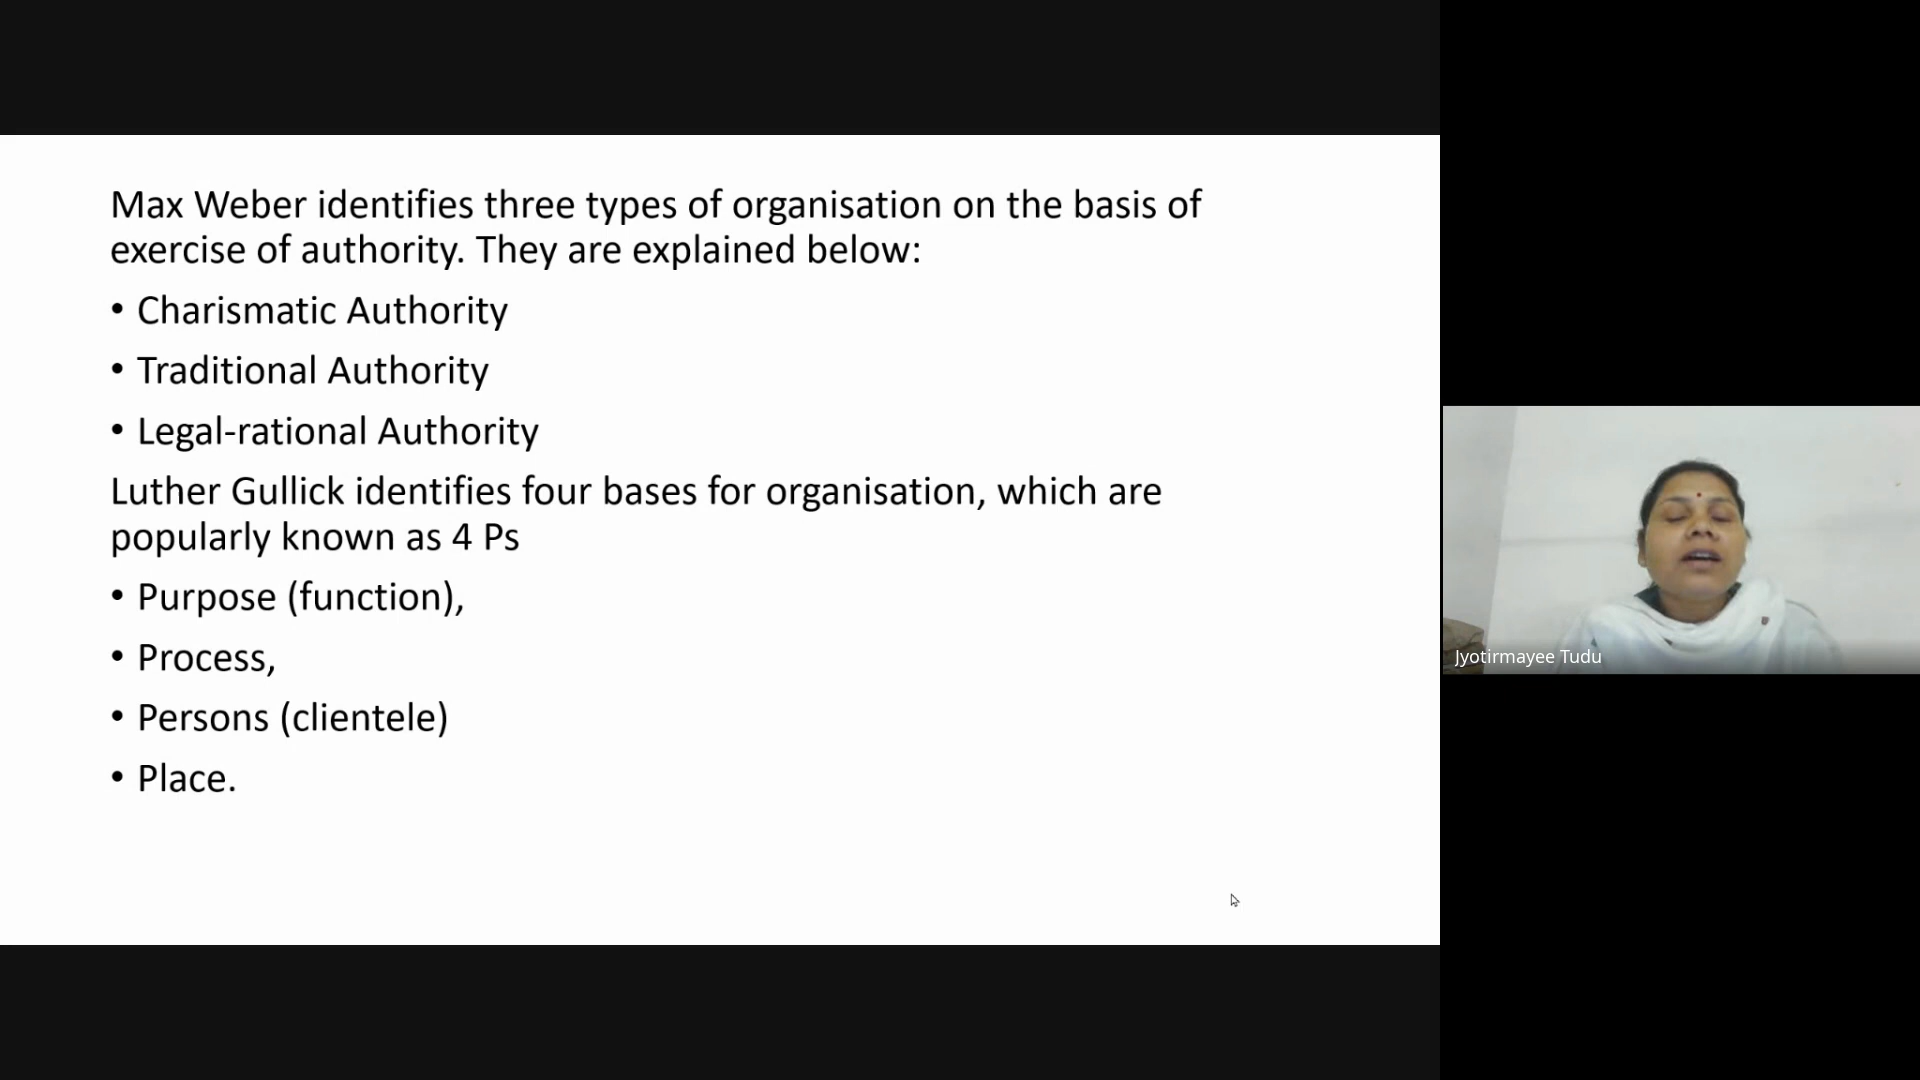 Max Weber identifies three types of organisation on the basis of
exercise of authority. They are explained below:
• Charismatic Authority
• Traditional Authority
• Legal-rational Authority
Luther Gullick identifies four bases for organisation, which are
popularly known as 4 Ps
• Purpose (function),
• Process,
• Persons (clientele)
• Place.
Jyotirmayee Tudu